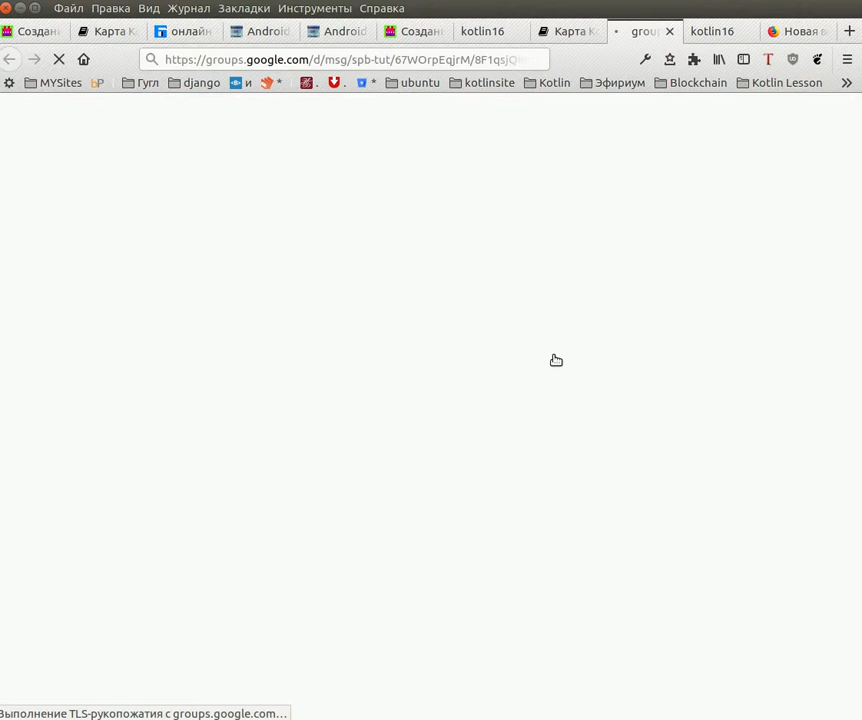 Файл Правка Вид Журнал Закладки Инструменты Справка
Создан Карта К онлайн Android Android Создан kotlin16 Карта К grou kotlin16 Новая в
https://groups.google.com/d/msg/spb-tut/67WOrpEqjrM/8F1qsjQ
MYSites Гугл django и * . . * ubuntu kotlinsite Kotlin Эфириум Blockchain Kotlin Lesson
Выполнение TLS-рукопожатия с groups.google.com…